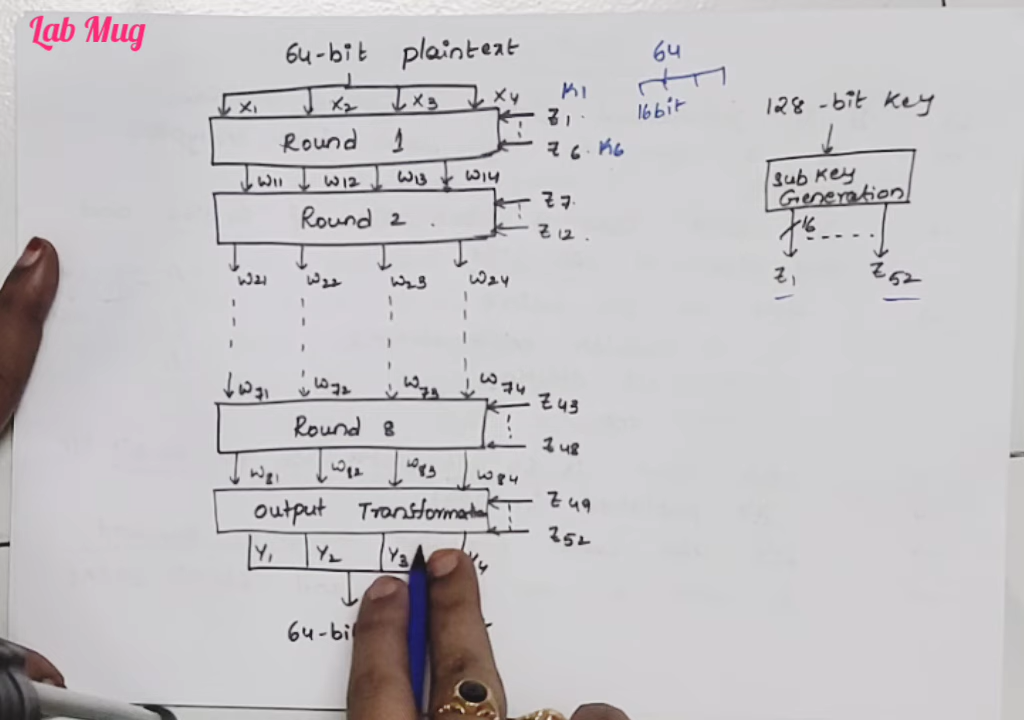 Lab Mug
64-bit plaintext
64
X1 X2 X3 X4
K1
16bit
128-bit Key
Z1
Round 1
Z6 K6
W11 W12 W13 W14
Sub Key
Generation
Z7
Round 2
Z12
16
Z1 Z52
W21 W22 W23 W24
W71 W72 W73 W74
Z43
Round 8
Z48
W81 W82 W83 W84
Z49
Output Transformation
Z52
Y1 Y2 Y3 Y4
64-bi